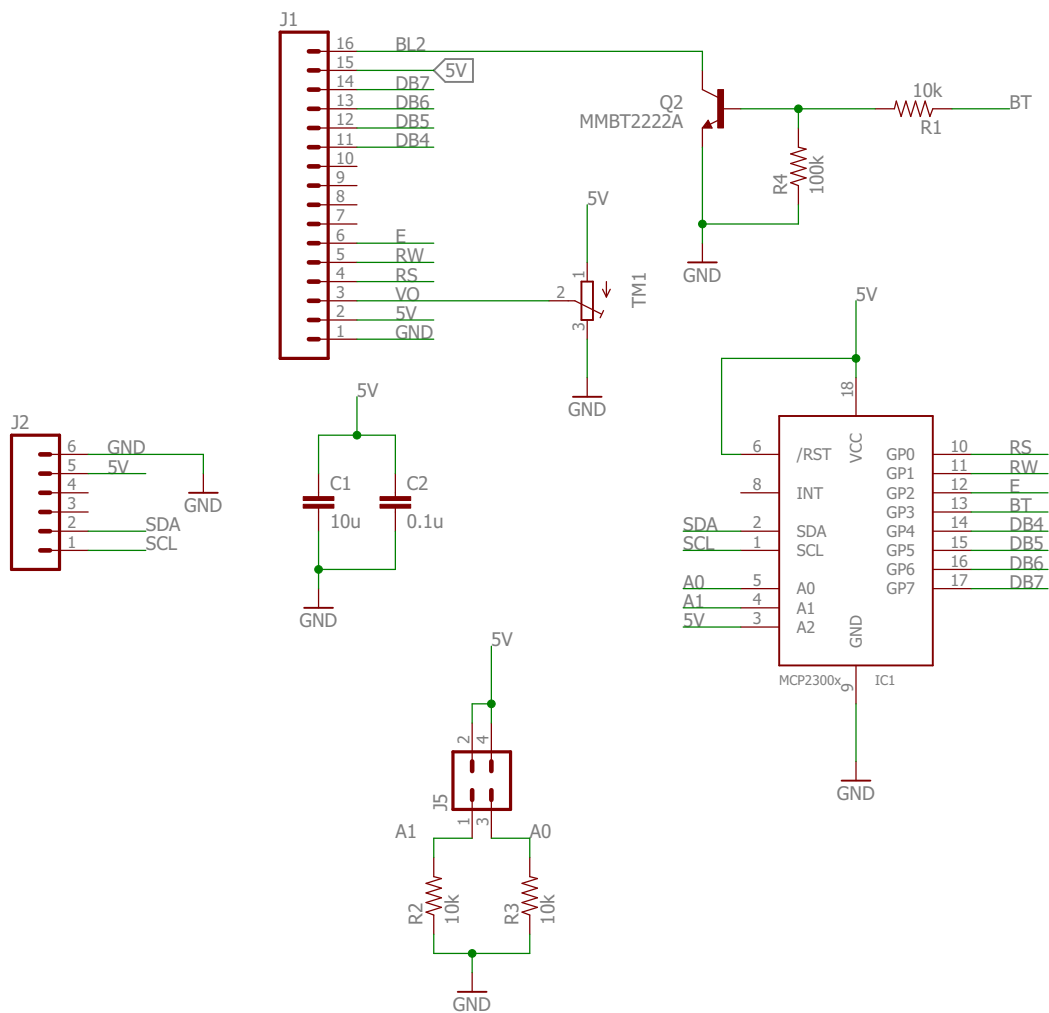 J1
16 BL2
15 5V
14 DB7
13 DB6
12 DB5
11 DB4
10
9
8
7
6 E
5 RW
4 RS
3 VO
2 5V
1 GND
Q2
MMBT2222A
10k
R1
BT
R4
100k
GND
5V
1
2
3
TM1
GND
J2
6 GND
5 5V
4
3
2 SDA
1 SCL
GND
5V
C1
10u
C2
0.1u
GND
5V
18
VCC
6 /RST
8 INT
SDA 2 SDA
SCL 1 SCL
A0 5 A0
A1 4 A1
5V 3 A2
GP0 10 RS
GP1 11 RW
GP2 12 E
GP3 13 BT
GP4 14 DB4
GP5 15 DB5
GP6 16 DB6
GP7 17 DB7
GND
9
MCP2300x
IC1
GND
5V
2
4
J5
1
3
A1
A0
R2
10k
R3
10k
GND